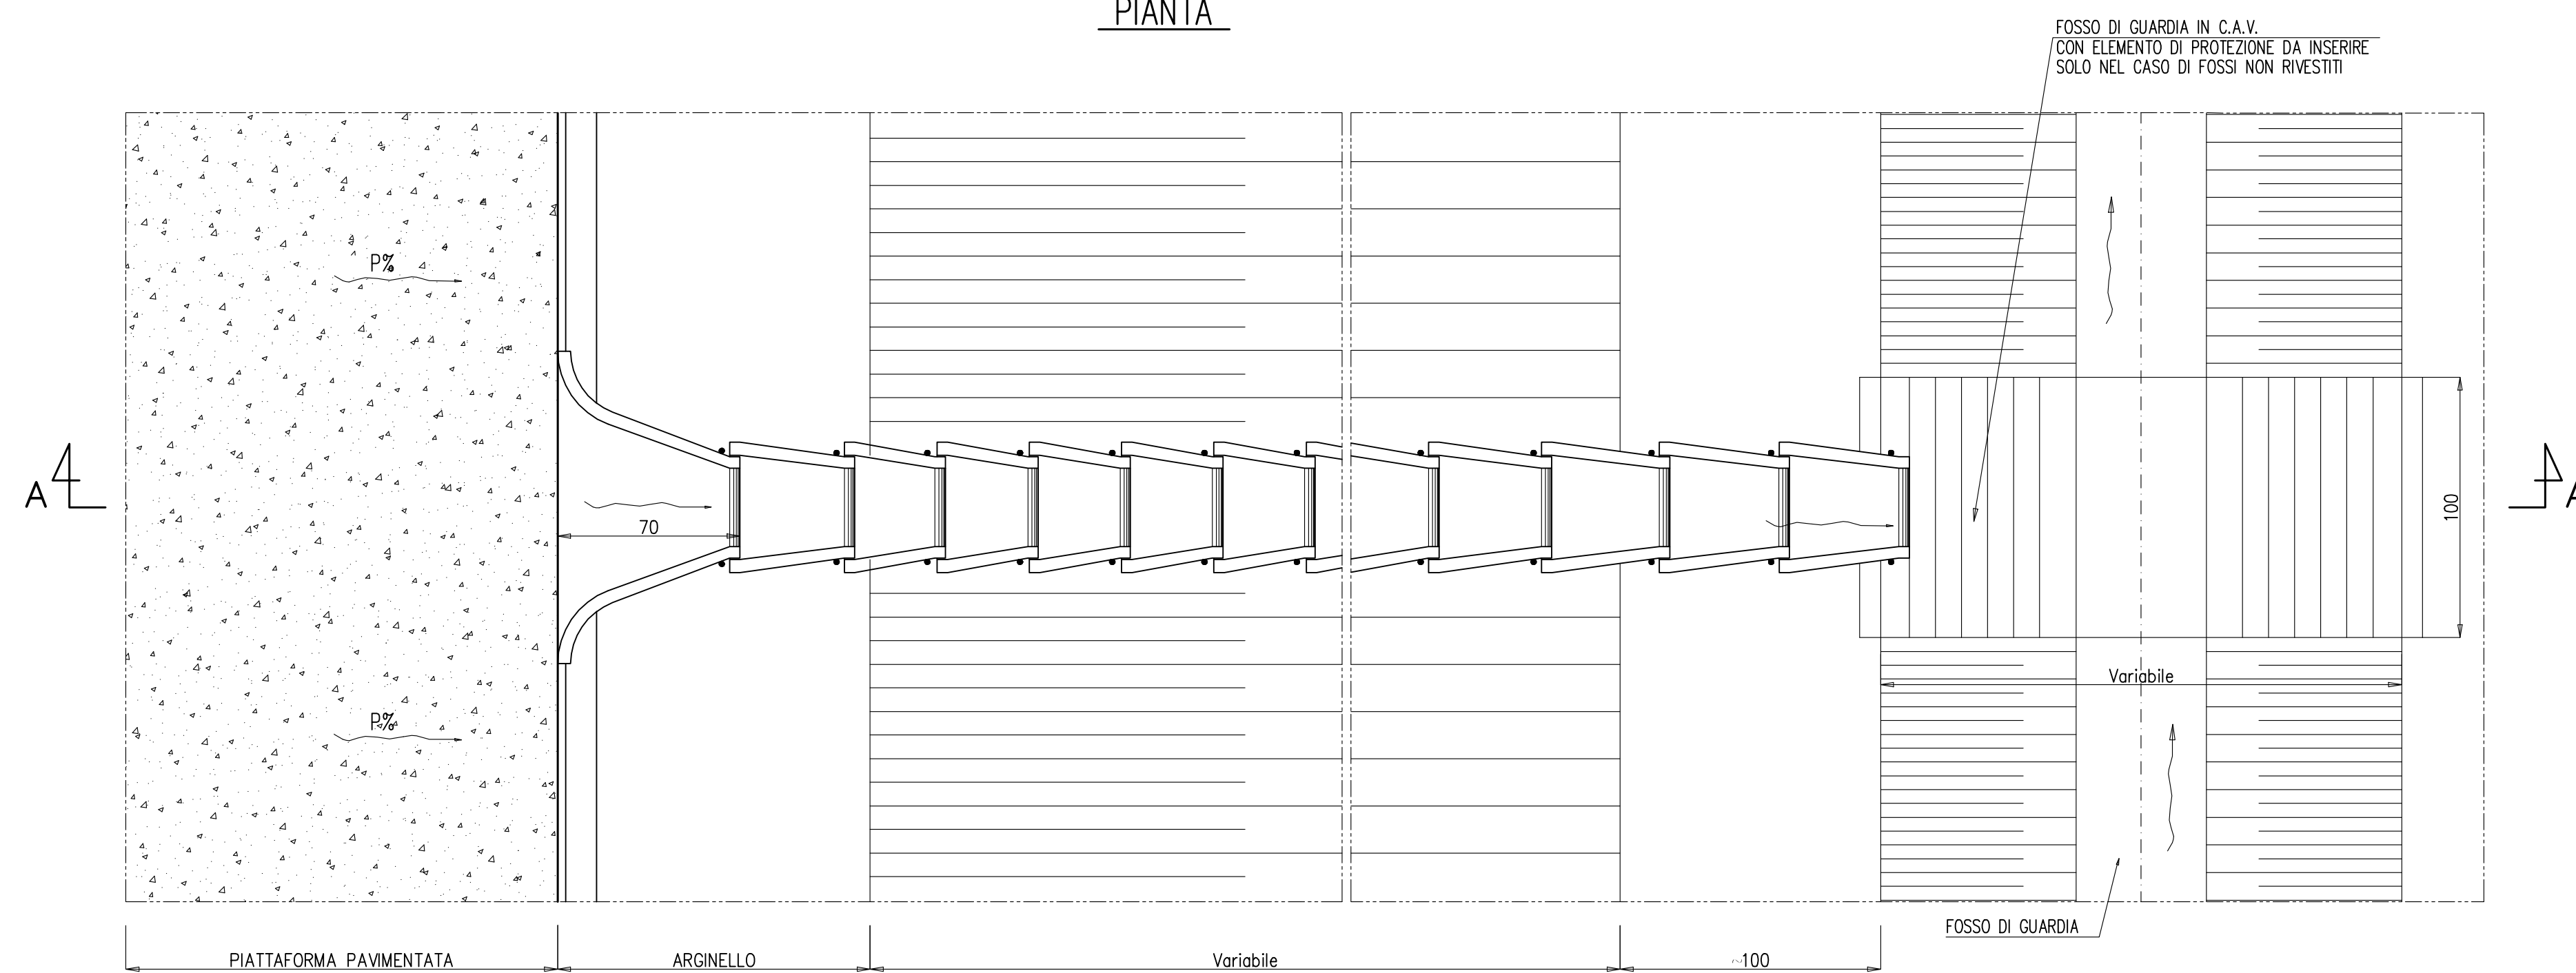 PIANTA
FOSSO DI GUARDIA IN C.A.V.
CON ELEMENTO DI PROTEZIONE DA INSERIRE
SOLO NEL CASO DI FOSSI NON RIVESTITI
P%
A
70
100
A
Variabile
P%
FOSSO DI GUARDIA
PIATTAFORMA PAVIMENTATA
ARGINELLO
Variabile
~100